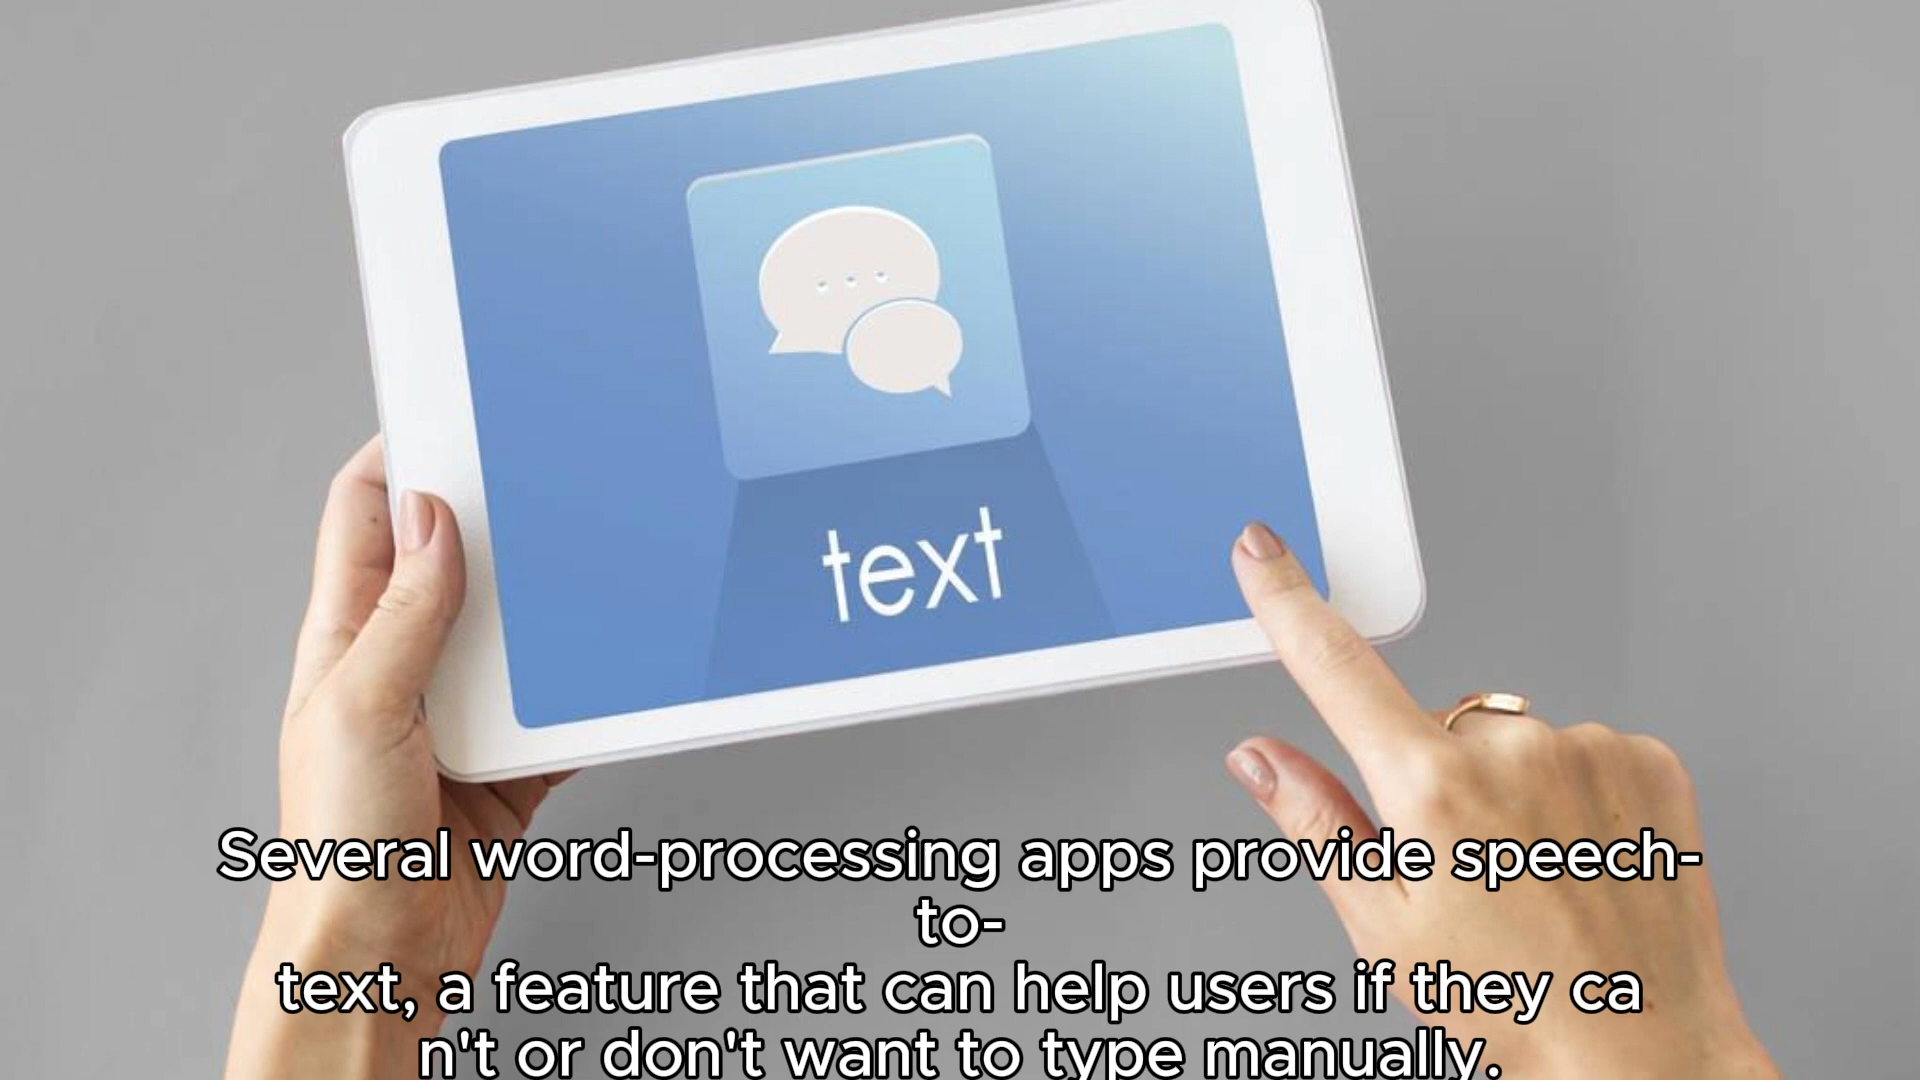 text
Several word-processing apps provide speech-
to-
text, a feature that can help users if they ca
n't or don't want to type manually.